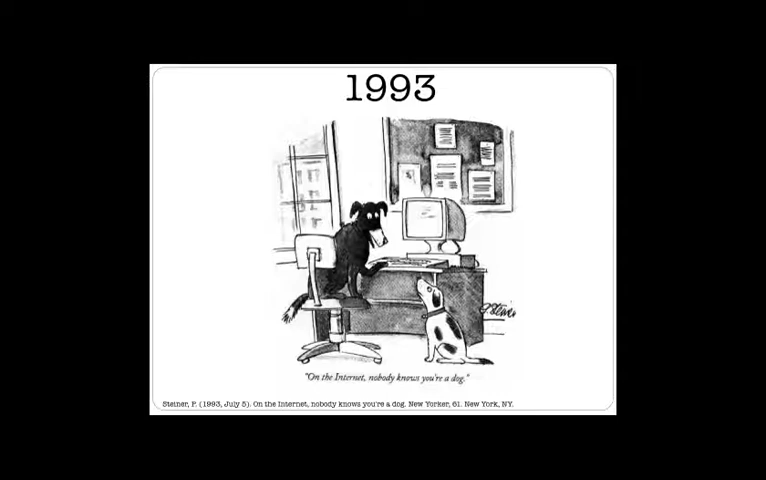 1993
"On the Internet, nobody knows you're a dog."
Steiner, P. (1993, July 5). On the Internet, nobody knows you're a dog. New Yorker, 61. New York, NY.